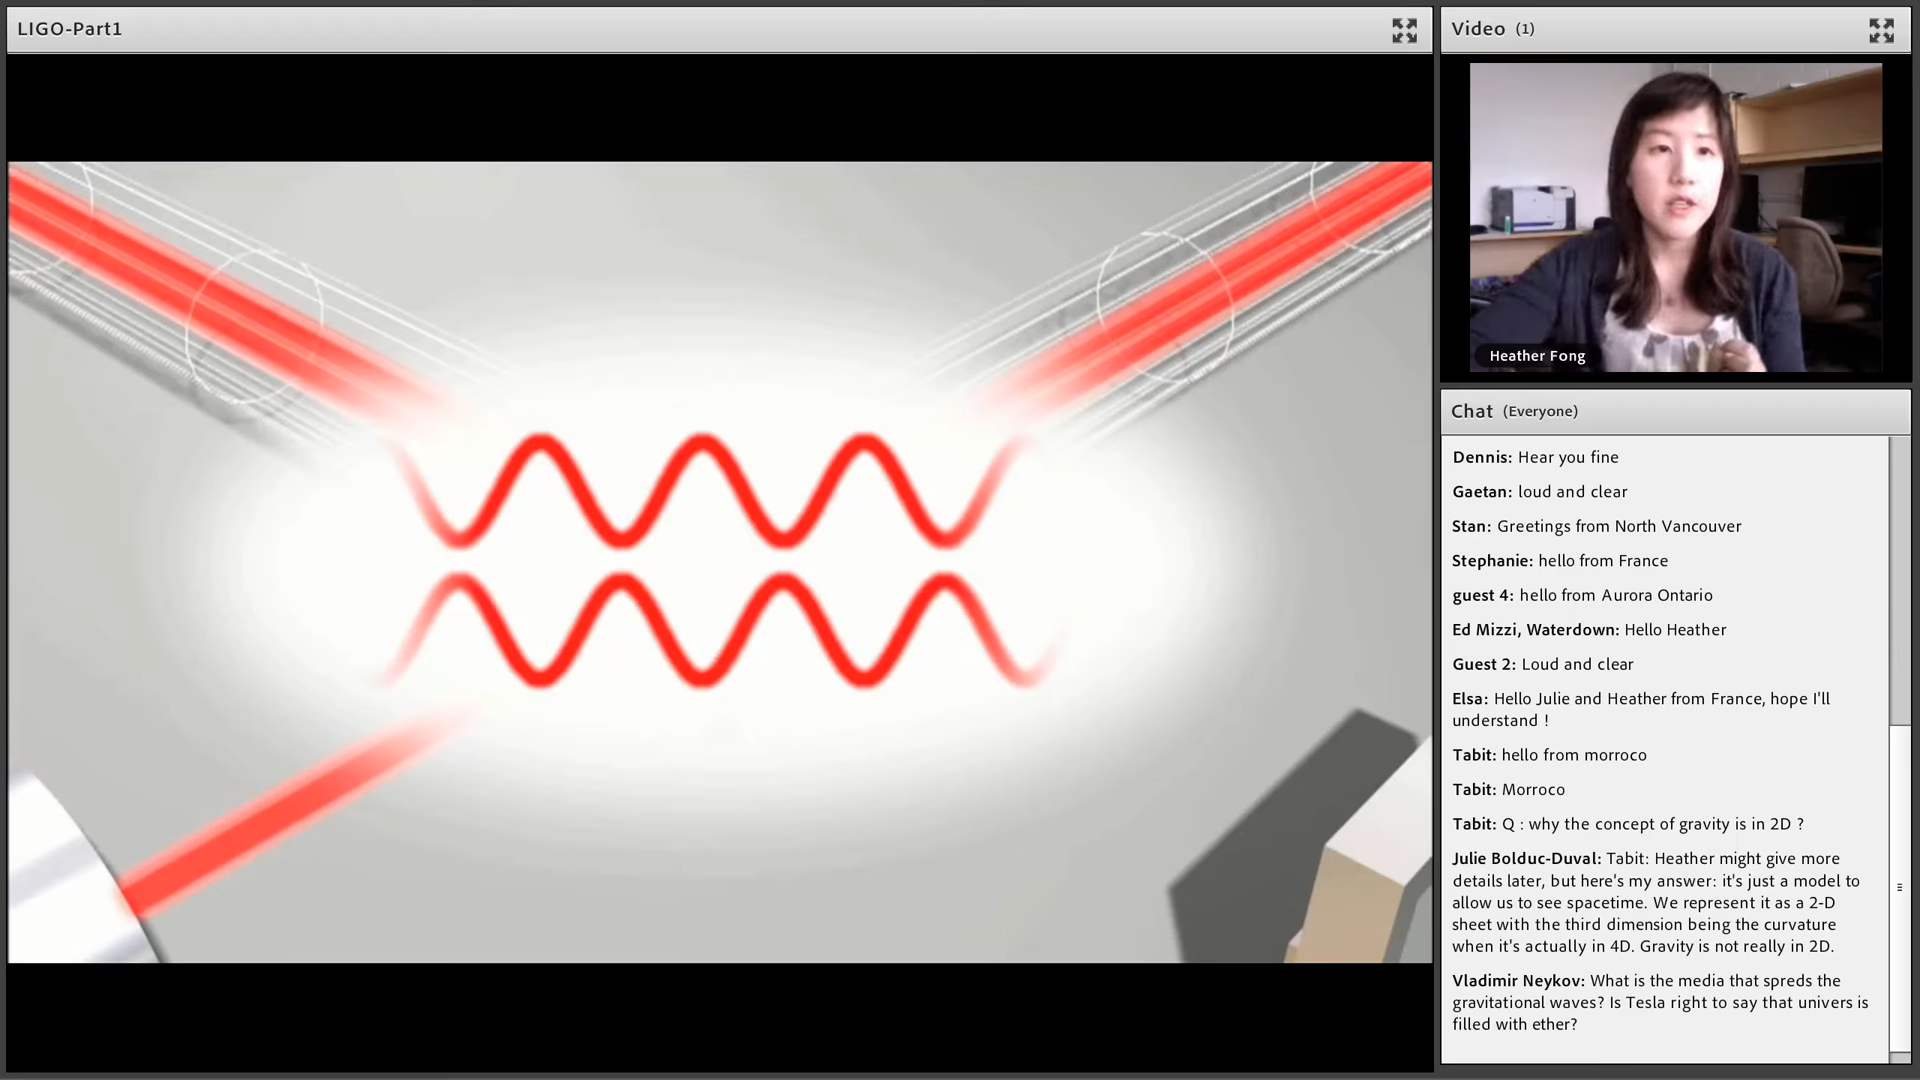 LIGO-Part1
Video (1)
Heather Fong
Chat (Everyone)
Dennis: Hear you fine
Gaetan: loud and clear
Stan: Greetings from North Vancouver
Stephanie: hello from France
guest 4: hello from Aurora Ontario
Ed Mizzi, Waterdown: Hello Heather
Guest 2: Loud and clear
Elsa: Hello Julie and Heather from France, hope I'll
understand !
Tabit: hello from morroco
Tabit: Morroco
Tabit: Q : why the concept of gravity is in 2D ?
Julie Bolduc-Duval: Tabit: Heather might give more
details later, but here's my answer: it's just a model to
allow us to see spacetime. We represent it as a 2-D
sheet with the third dimension being the curvature
when it's actually in 4D. Gravity is not really in 2D.
Vladimir Neykov: What is the media that spreds the
gravitational waves? Is Tesla right to say that univers is
filled with ether?